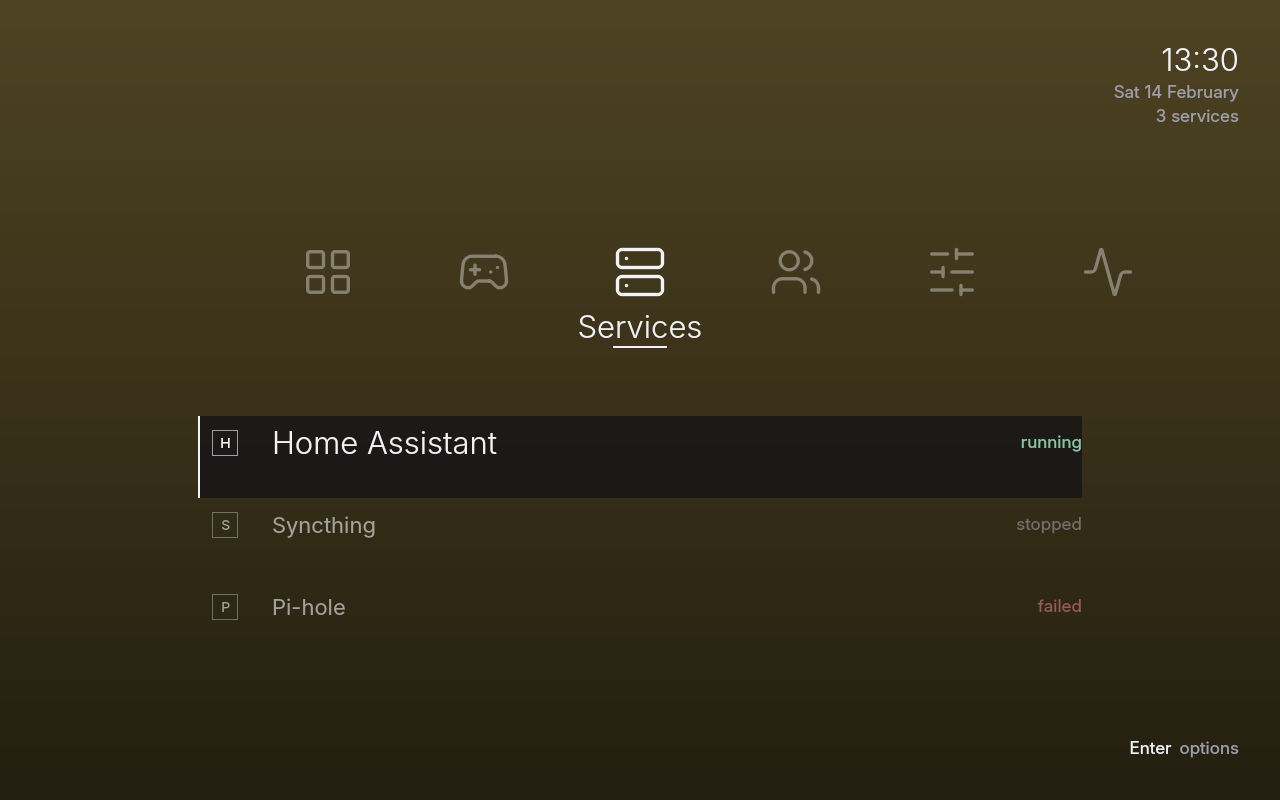 13:30
Sat 14 February
3 services
Services
H Home Assistant running
S Syncthing stopped
P Pi-hole failed
Enter options